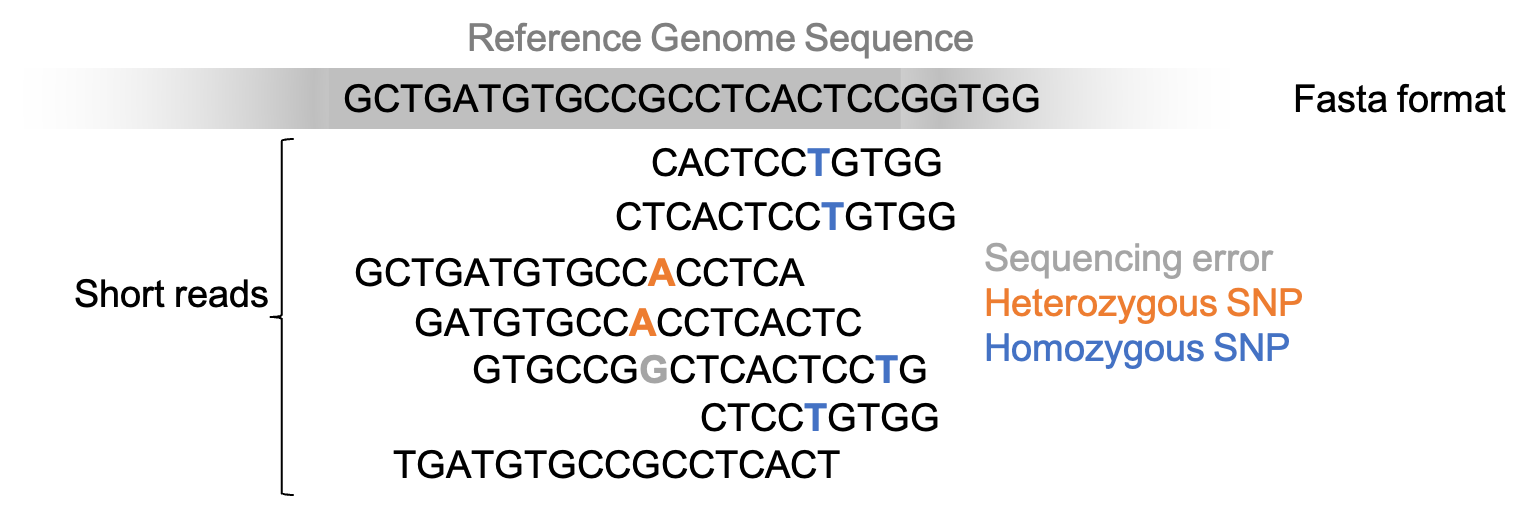 Reference Genome Sequence
GCTGATGTGCCGCCTCACTCCGGTGG
Fasta format
CACTCCTGTGG
CTCACTCCTGTGG
GCTGATGTGCCACCTCA
GATGTGCCACCTCACTC
GTGCCGGCTCACTCCTG
CTCCTGTGG
TGATGTGCCGCCTCACT
Short reads
Sequencing error
Heterozygous SNP
Homozygous SNP